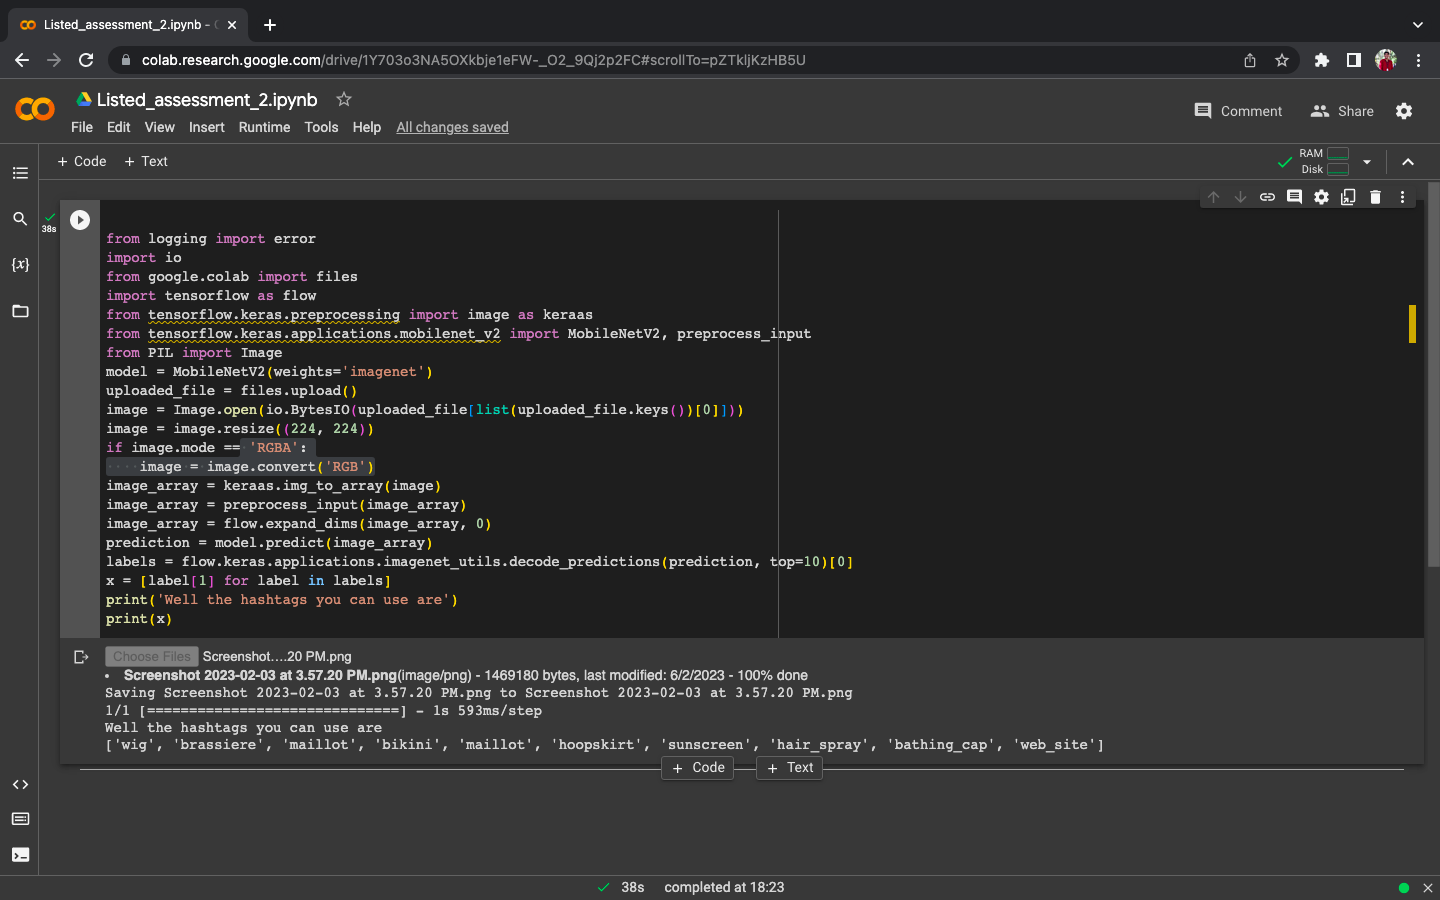 Listed_assessment_2.ipynb - C
colab.research.google.com/drive/1Y703o3NA5OXkbje1eFW-_O2_9Qj2p2FC#scrollTo=pZTkljKzHB5U
Listed_assessment_2.ipynb
File Edit View Insert Runtime Tools Help All changes saved
Comment Share
+ Code + Text
RAM
Disk
38s
{x}
from logging import error
import io
from google.colab import files
import tensorflow as flow
from tensorflow.keras.preprocessing import image as keraas
from tensorflow.keras.applications.mobilenet_v2 import MobileNetV2, preprocess_input
from PIL import Image
model = MobileNetV2(weights='imagenet')
uploaded_file = files.upload()
image = Image.open(io.BytesIO(uploaded_file[list(uploaded_file.keys())[0]]))
image = image.resize((224, 224))
if image.mode == 'RGBA':
    image = image.convert('RGB')
image_array = keraas.img_to_array(image)
image_array = preprocess_input(image_array)
image_array = flow.expand_dims(image_array, 0)
prediction = model.predict(image_array)
labels = flow.keras.applications.imagenet_utils.decode_predictions(prediction, top=10)[0]
x = [label[1] for label in labels]
print('Well the hashtags you can use are')
print(x)
Choose Files Screenshot....20 PM.png
• Screenshot 2023-02-03 at 3.57.20 PM.png(image/png) - 1469180 bytes, last modified: 6/2/2023 - 100% done
Saving Screenshot 2023-02-03 at 3.57.20 PM.png to Screenshot 2023-02-03 at 3.57.20 PM.png
1/1 [==============================] - 1s 593ms/step
Well the hashtags you can use are
['wig', 'brassiere', 'maillot', 'bikini', 'maillot', 'hoopskirt', 'sunscreen', 'hair_spray', 'bathing_cap', 'web_site']
+ Code + Text
38s completed at 18:23